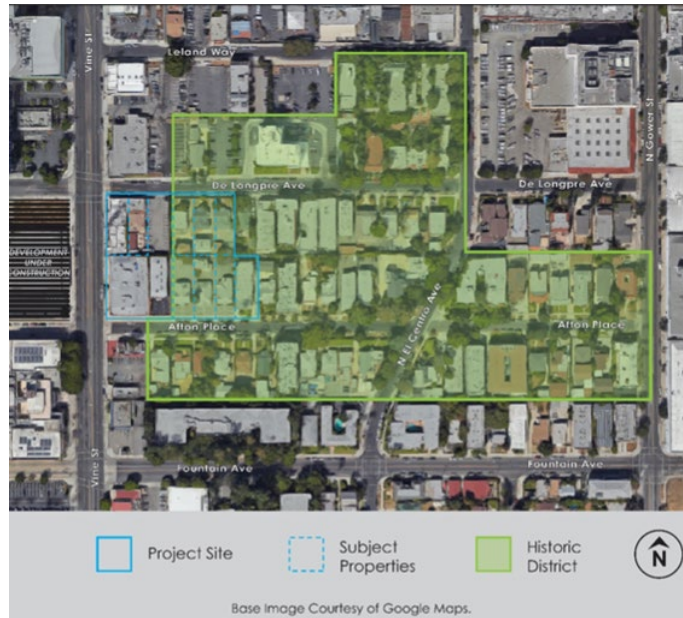 Leland Way
Vine St
N Gower St
De Longpre Ave
De Longpre Ave
DEVELOPMENT
UNDER
CONSTRUCTION
N El Centro Ave
Afton Place
Afton Place
Vine St
Fountain Ave
Fountain Ave
Project Site
Subject
Properties
Historic
District
N
Base Image Courtesy of Google Maps.